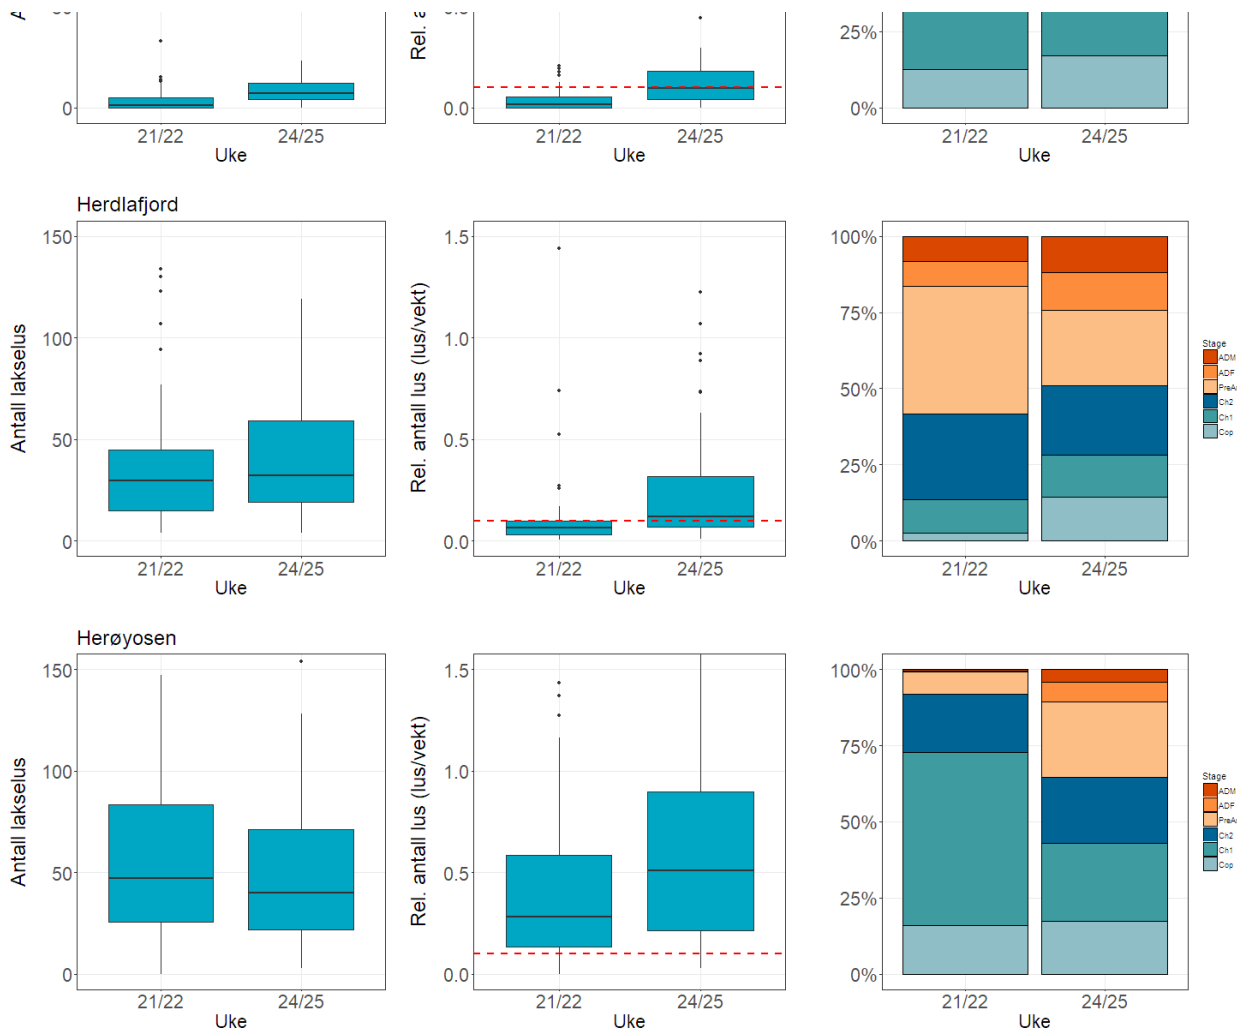 0.0
25%
0
0%
21/22 24/25
21/22 24/25
21/22 24/25
Uke
Uke
Uke
Herdlafjord
Antall lakselus
150
100
50
0
21/22 24/25
Uke
Rel. antall lus (lus/vekt)
1.5
1.0
0.5
0.0
21/22 24/25
Uke
100%
75%
50%
25%
0%
21/22 24/25
Uke
Stage
ADM
ADF
Ch2
Ch1
Cop
Herøyosen
Antall lakselus
150
100
50
0
21/22 24/25
Uke
Rel. antall lus (lus/vekt)
1.5
1.0
0.5
0.0
21/22 24/25
Uke
100%
75%
50%
25%
0%
21/22 24/25
Uke
Stage
ADM
ADF
Ch2
Ch1
Cop